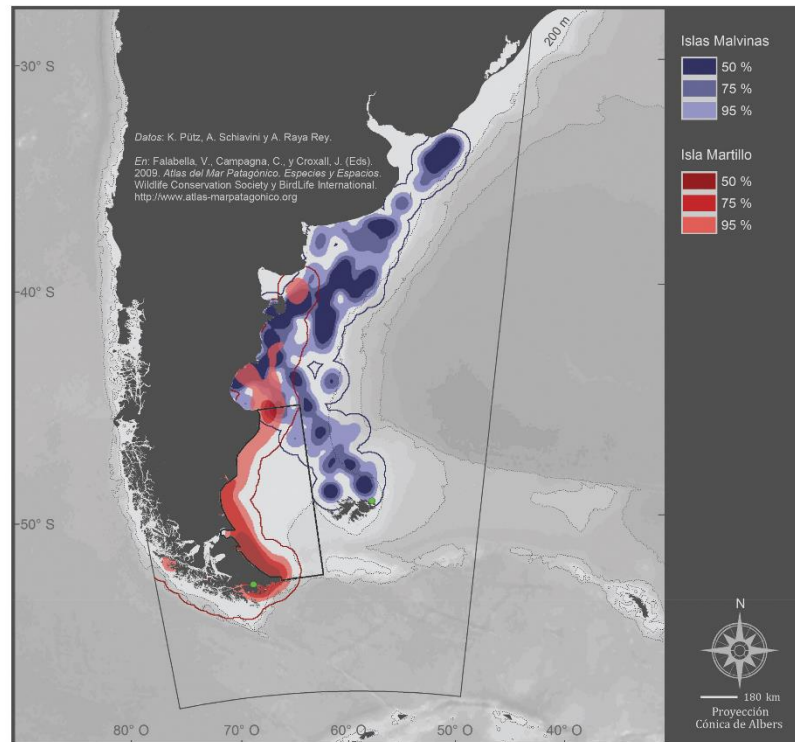 200 m
30° S
Datos: K. Pütz, A. Schiavini y A. Raya Rey.
En: Falabella, V., Campagna, C., y Croxall, J. (Eds).
2009. Atlas del Mar Patagónico. Especies y Espacios.
Wildlife Conservation Society y BirdLife International.
http://www.atlas-marpatagonico.org
40° S
50° S
80° O
70° O
60° O
50° O
40° O
Islas Malvinas
50 %
75 %
95 %
Isla Martillo
50 %
75 %
95 %
N
180 km
Proyección
Cónica de Albers